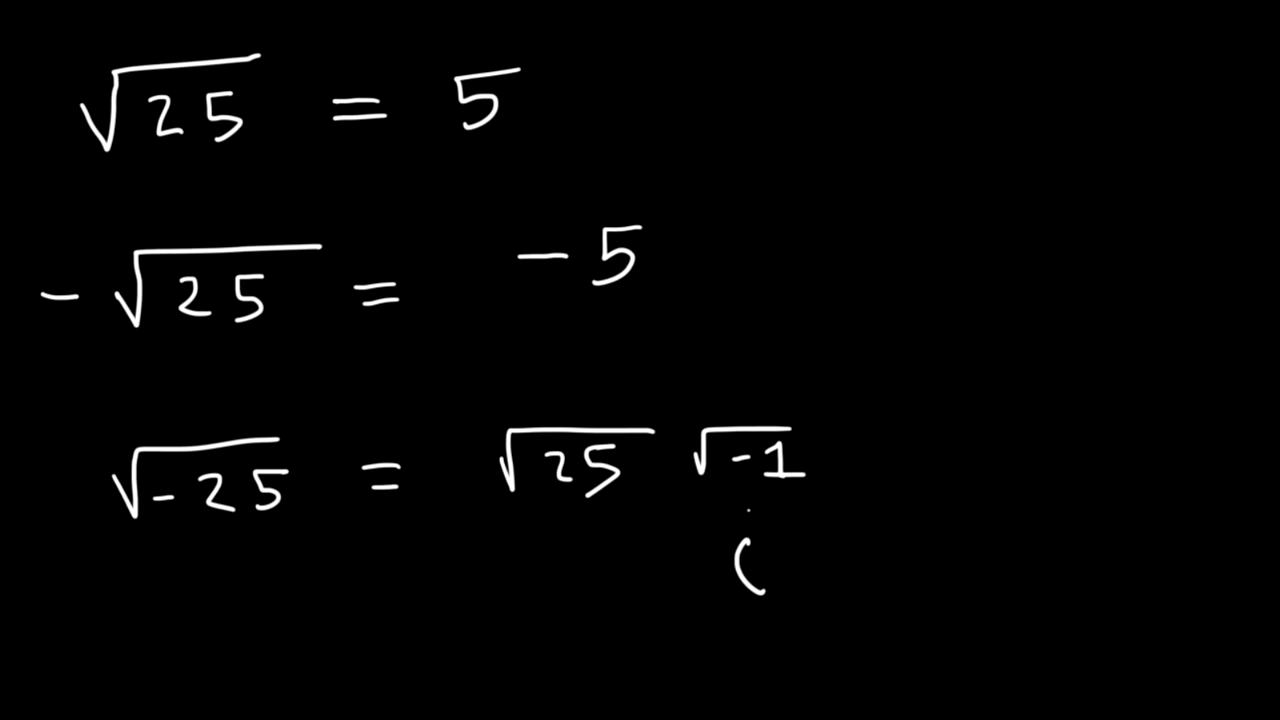 √25 = 5
-√25 = -5
√-25 = √25 √-1